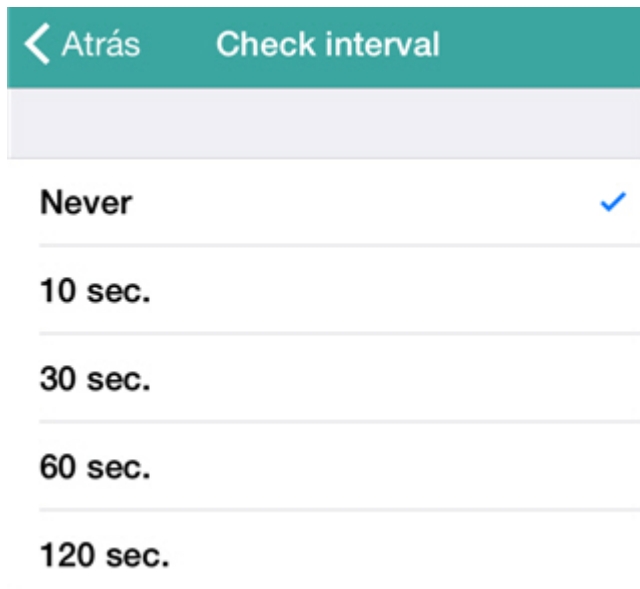 Atrás Check interval
Never
10 sec.
30 sec.
60 sec.
120 sec.